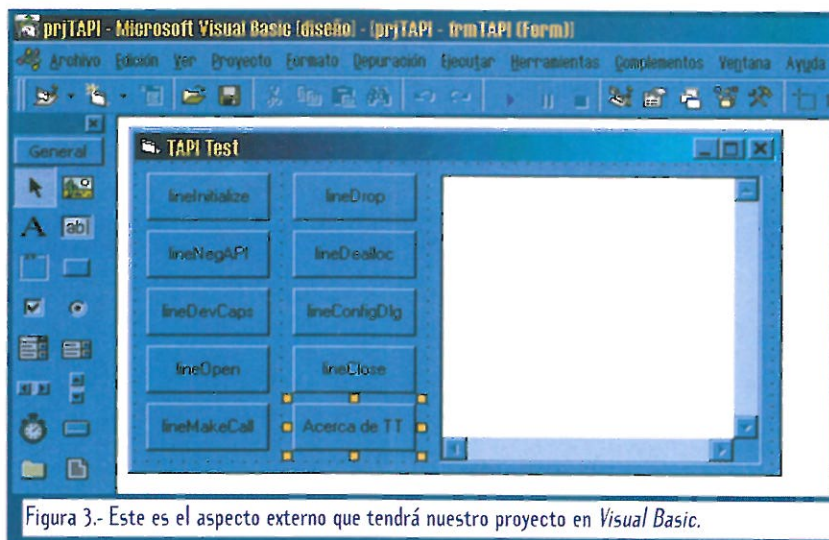 prjTAPI - Microsoft Visual Basic [diseño] - [prjTAPI - frmTAPI (Form)]
Archivo Edición Ver Proyecto Formato Depuración Ejecutar Herramientas Complementos Ventana Ayuda
General
TAPI Test
lineInitialize lineDrop
lineNegAPI lineDealloc
lineDevCaps lineConfigDlg
lineOpen lineClose
lineMakeCall Acerca de TT
A abl
Figura 3.- Este es el aspecto externo que tendrá nuestro proyecto en Visual Basic.